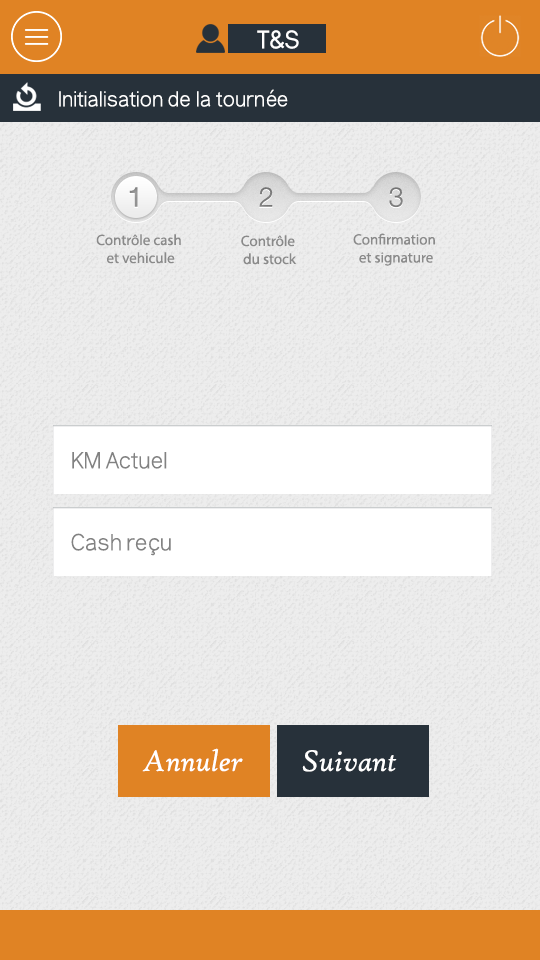 T&S
Initialisation de la tournée
1 2 3
Contrôle cash
et vehicule
Contrôle
du stock
Confirmation
et signature
KM Actuel
Cash reçu
Annuler Suivant